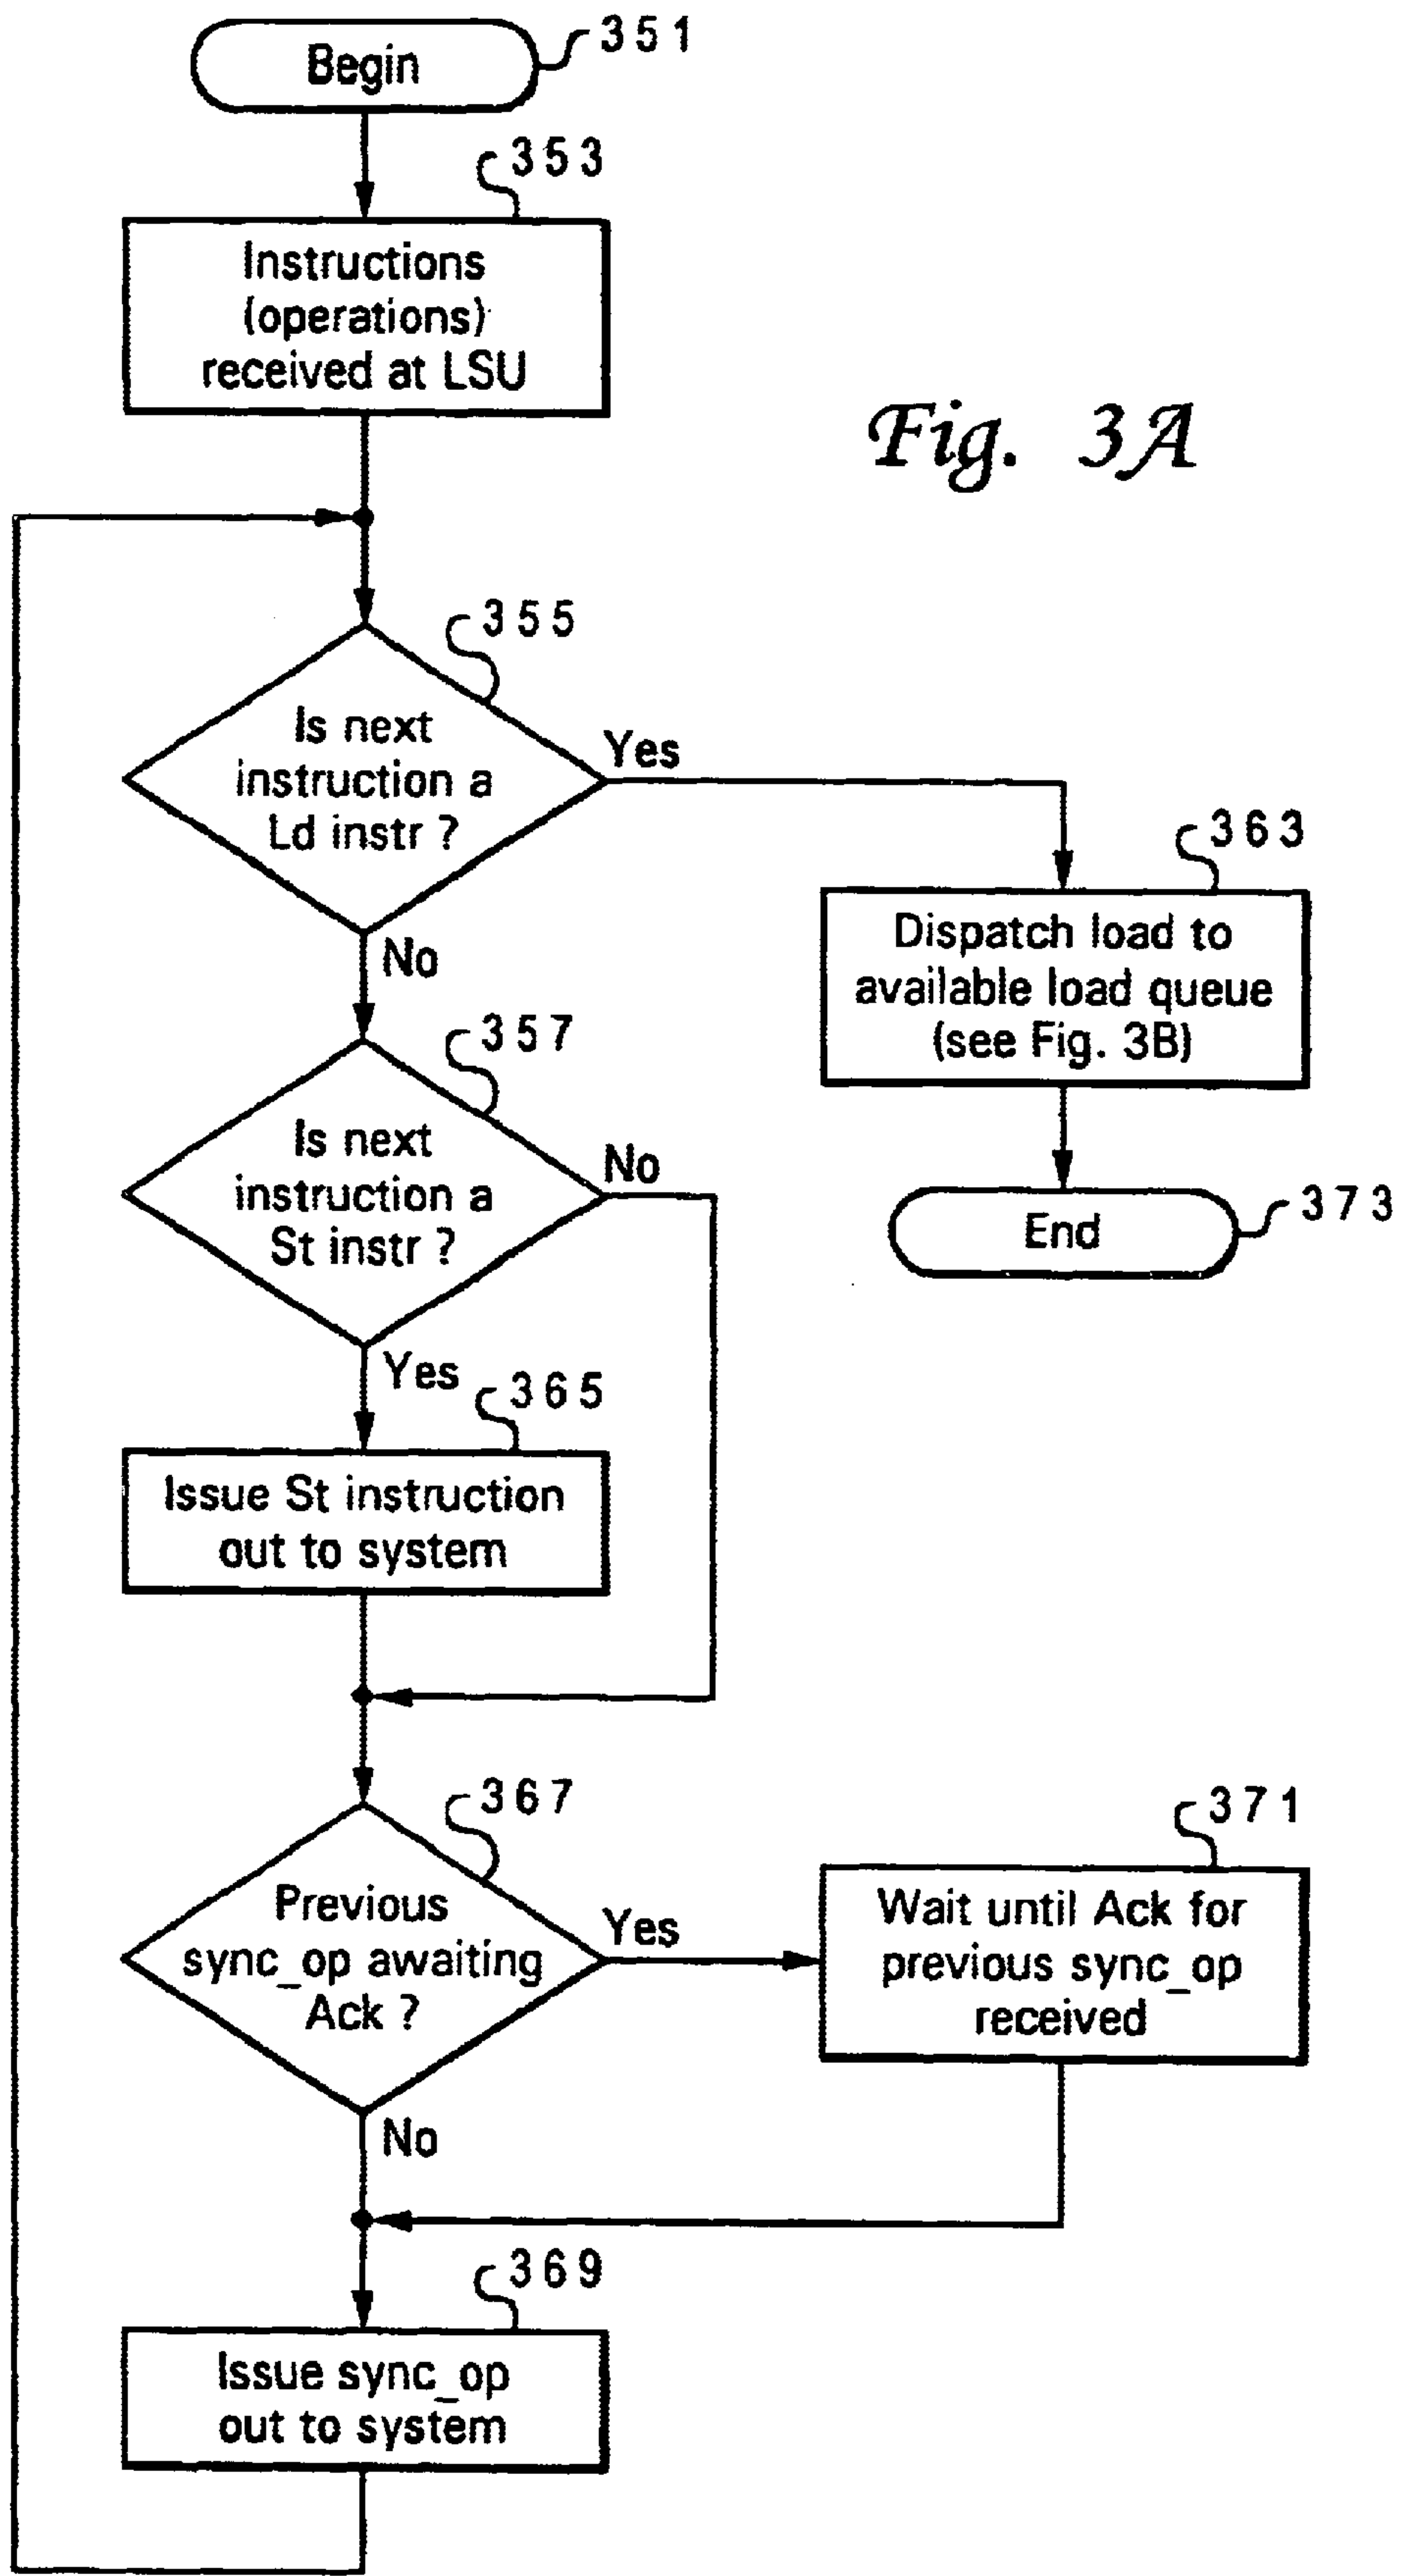 Begin
351
353
Instructions
(operations)
received at LSU
Fig. 3A
355
Is next
instruction a
Ld instr ?
Yes
363
Dispatch load to
available load queue
(see Fig. 3B)
No
357
Is next
instruction a
St instr ?
No
373
End
Yes
365
Issue St instruction
out to system
367
Previous
sync_op awaiting
Ack ?
Yes
371
Wait until Ack for
previous sync_op
received
No
369
Issue sync_op
out to system